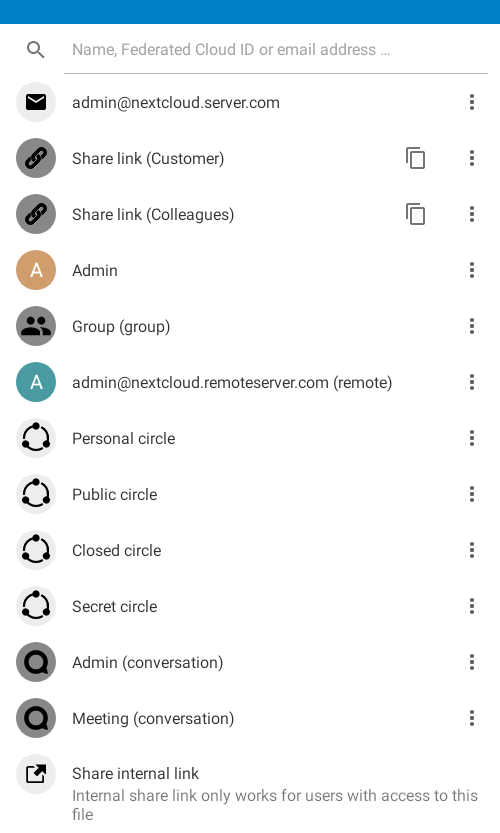 Name, Federated Cloud ID or email address …
admin@nextcloud.server.com
Share link (Customer)
Share link (Colleagues)
A
Admin
Group (group)
A
admin@nextcloud.remoteserver.com (remote)
Personal circle
Public circle
Closed circle
Secret circle
Admin (conversation)
Meeting (conversation)
Share internal link
Internal share link only works for users with access to this
file